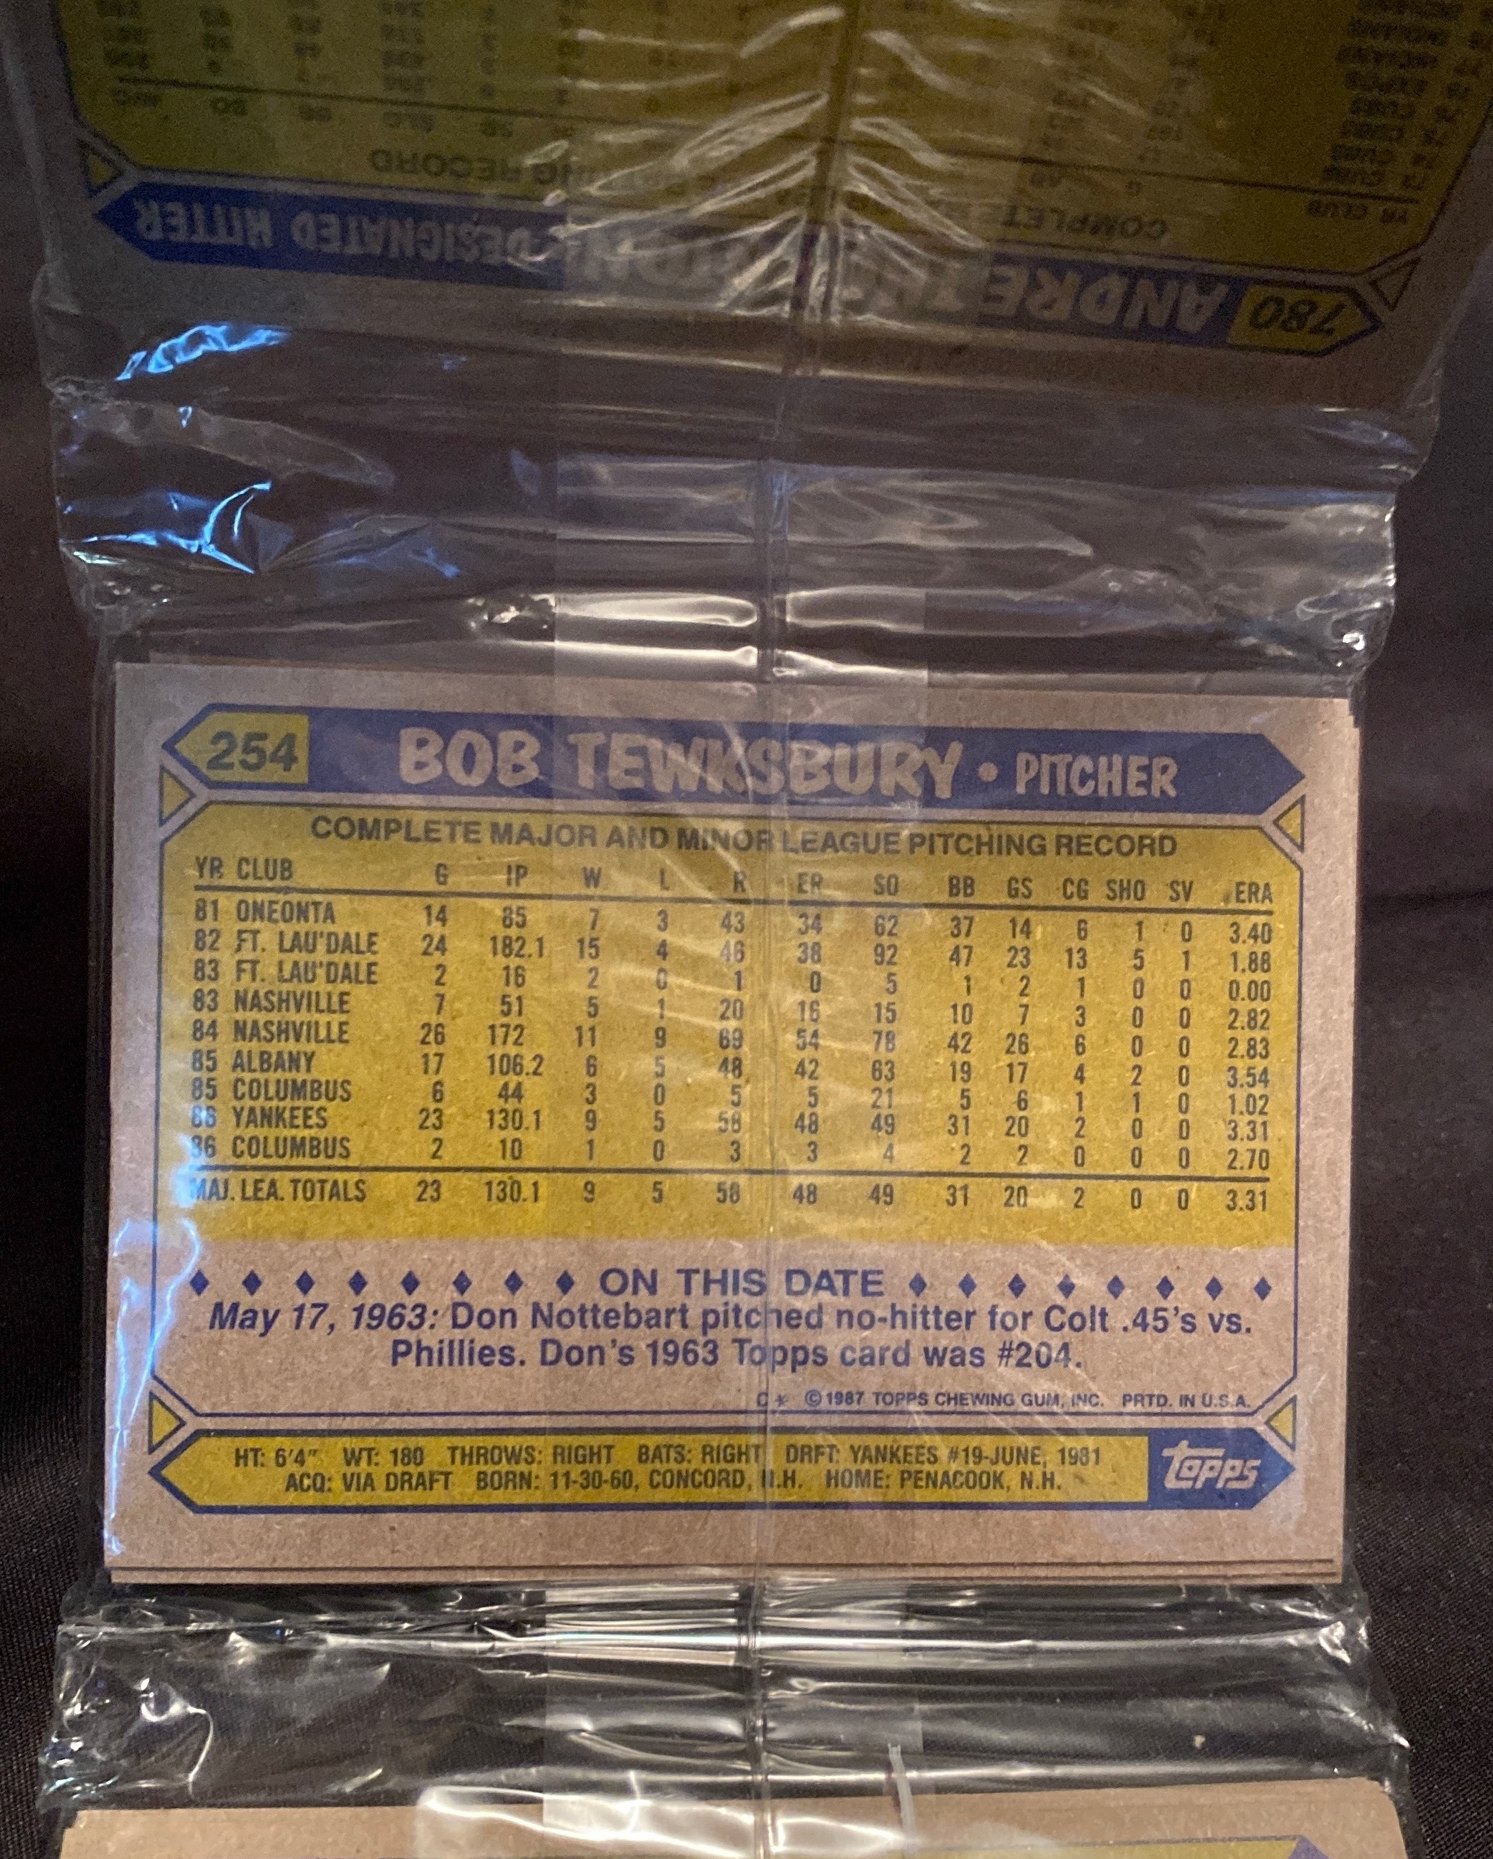 YR CLUB
COMPLETE
BATTING RECORD
780 ANDRE THORNTON • DESIGNATED HITTER
254 BOB TEWKSBURY • PITCHER
COMPLETE MAJOR AND MINOR LEAGUE PITCHING RECORD
YR CLUB G IP W L R ER SO BB GS CG SHO SV ERA
81 ONEONTA 14 85 7 3 43 34 62 37 14 6 1 0 3.40
82 FT. LAU'DALE 24 182.1 15 4 46 38 92 47 23 13 5 1 1.88
83 FT. LAU'DALE 2 16 2 0 1 0 5 1 2 1 0 0 0.00
83 NASHVILLE 7 51 5 1 20 16 15 10 7 3 0 0 2.82
84 NASHVILLE 26 172 11 9 69 54 78 42 26 6 0 0 2.83
85 ALBANY 17 106.2 6 5 48 42 63 19 17 4 2 0 3.54
85 COLUMBUS 6 44 3 0 5 5 21 5 6 1 1 0 1.02
86 YANKEES 23 130.1 9 5 58 48 49 31 20 2 0 0 3.31
86 COLUMBUS 2 10 1 0 3 3 4 2 2 0 0 0 2.70
MAJ. LEA. TOTALS 23 130.1 9 5 58 48 49 31 20 2 0 0 3.31
ON THIS DATE
May 17, 1963: Don Nottebart pitched no-hitter for Colt .45's vs.
Phillies. Don's 1963 Topps card was #204.
C* ©1987 TOPPS CHEWING GUM, INC. PRTD. IN U.S.A.
HT: 6'4" WT: 180 THROWS: RIGHT BATS: RIGHT DRFT: YANKEES #19-JUNE, 1981
ACQ: VIA DRAFT BORN: 11-30-60, CONCORD, N.H. HOME: PENACOOK, N.H.
Topps